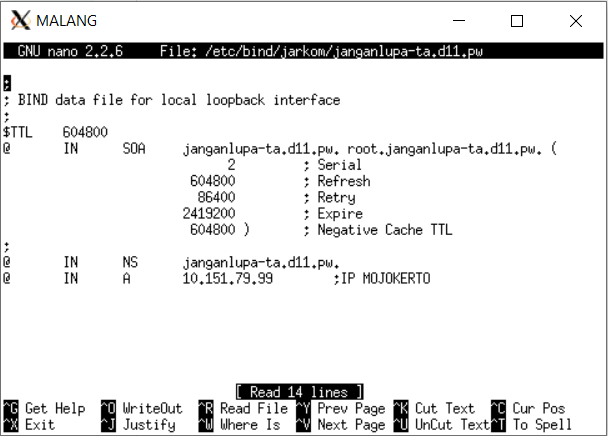 MALANG
GNU nano 2.2.6 File: /etc/bind/jarkom/janganlupa-ta.d11.pw
;
; BIND data file for local loopback interface
;
$TTL 604800
@ IN SOA janganlupa-ta.d11.pw. root.janganlupa-ta.d11.pw. (
2 ; Serial
604800 ; Refresh
86400 ; Retry
2419200 ; Expire
604800 ) ; Negative Cache TTL
;
@ IN NS janganlupa-ta.d11.pw.
@ IN A 10.151.79.99 ;IP MOJOKERTO
[ Read 14 lines ]
^G Get Help ^O WriteOut ^R Read File ^Y Prev Page ^K Cut Text ^C Cur Pos
^X Exit ^J Justify ^W Where Is ^V Next Page ^U UnCut Text ^T To Spell